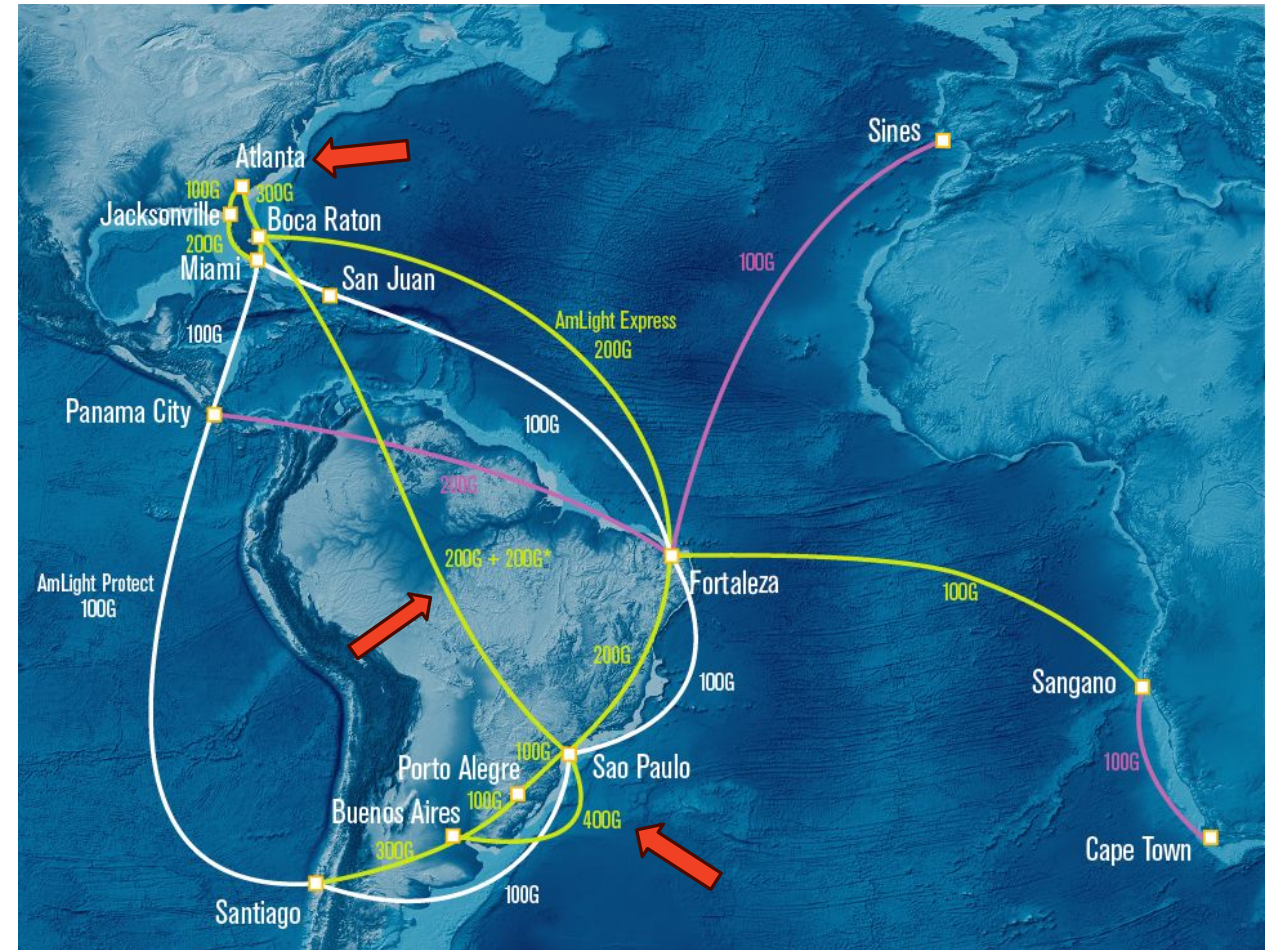 Sines
Atlanta
100G
300G
Jacksonville
Boca Raton
200G
Miami
San Juan
100G
AmLight Express
200G
100G
Panama City
100G
200G
200G + 200G*
AmLight Protect
100G
Fortaleza
100G
200G
100G
Sangano
100G
Sao Paulo
100G
Porto Alegre
100G
Buenos Aires
400G
300G
Cape Town
100G
Santiago